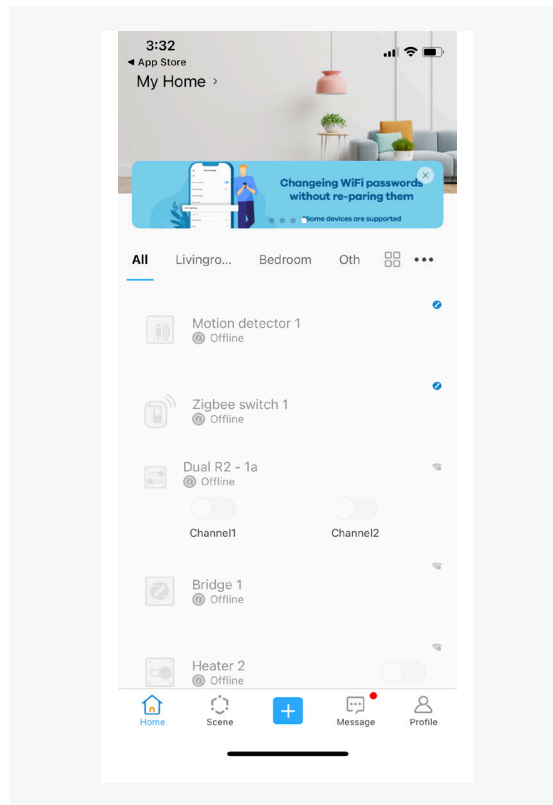 3:32
◀ App Store
My Home >
Changeing WiFi passwords
without re-paring them
*Some devices are supported
All Livingro... Bedroom Oth
Motion detector 1
Offline
Zigbee switch 1
Offline
Dual R2 - 1a
Offline
Channel1 Channel2
Bridge 1
Offline
Heater 2
Offline
Home Scene Message Profile